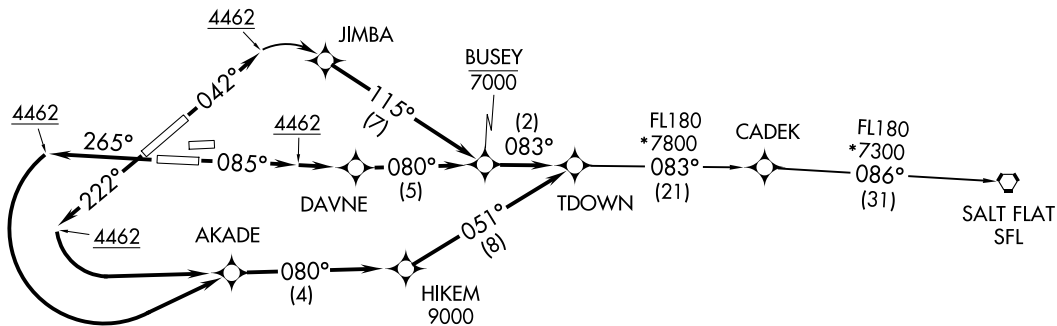 4462
JIMBA
042°
115°
(7)
BUSEY
7000
4462
265°
4462
(2)
083°
FL180
*7800
083°
(21)
CADEK
FL180
*7300
086°
(31)
085°
DAVNE
080°
(5)
TDOWN
SALT FLAT
SFL
222°
4462
AKADE
080°
(4)
051°
(8)
HIKEM
9000